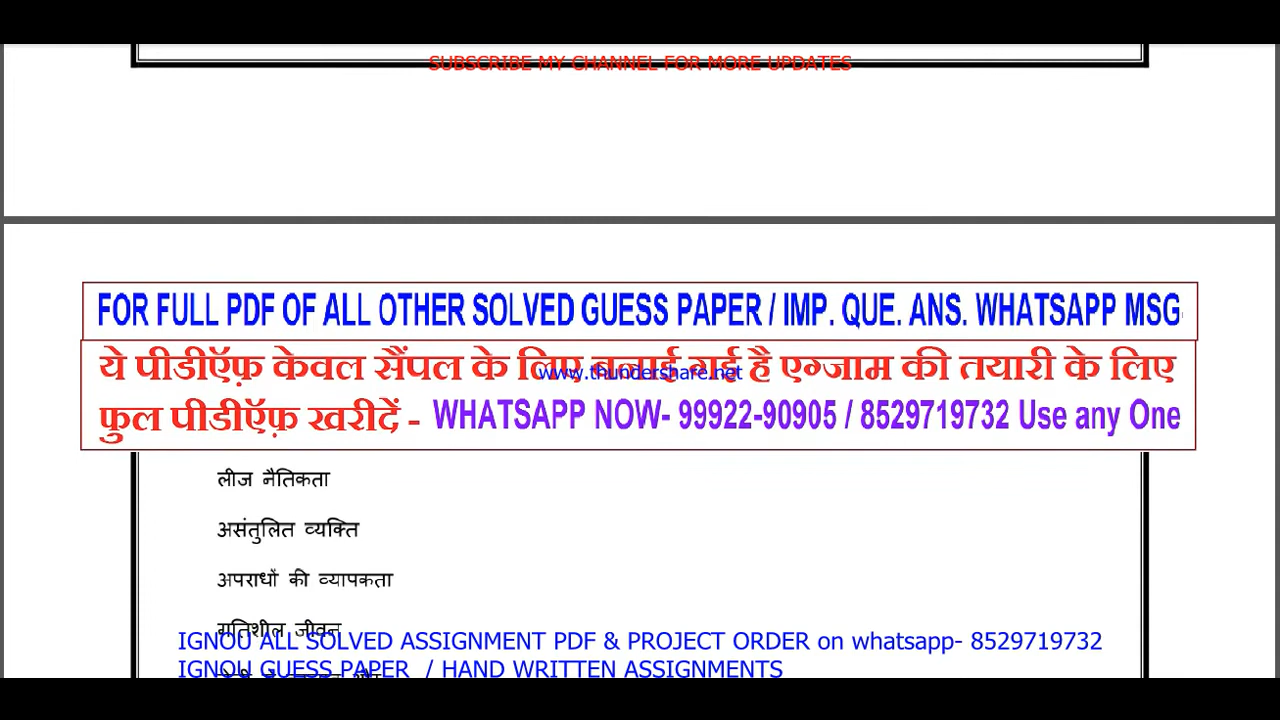 SUBSCRIBE MY CHANNEL FOR MORE UPDATES
FOR FULL PDF OF ALL OTHER SOLVED GUESS PAPER / IMP. QUE. ANS. WHATSAPP MSG
ये पीडीऍफ़ केवल सैंपल के लिए बनाई गई है एग्जाम की तयारी के लिए
www.thundershare.net
फुल पीडीऍफ़ खरीदें - WHATSAPP NOW- 99922-90905 / 8529719732 Use any One
लीज नैतिकता
असंतुलित व्यक्ति
अपराधों की व्यापकता
गतिशील जीवन
IGNOU ALL SOLVED ASSIGNMENT PDF & PROJECT ORDER on whatsapp- 8529719732
IGNOU GUESS PAPER / HAND WRITTEN ASSIGNMENTS